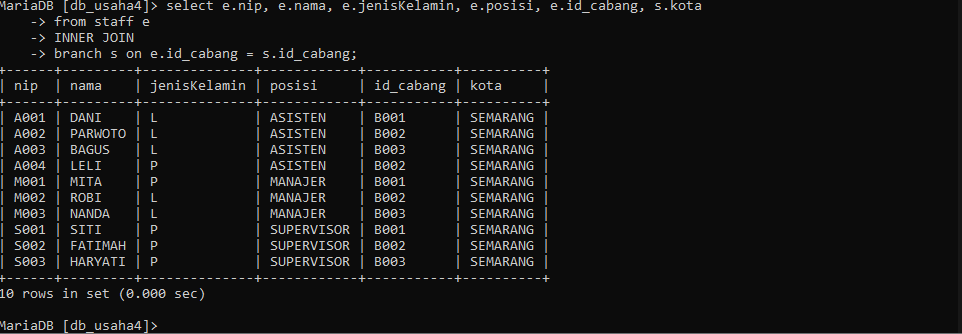 MariaDB [db_usaha4]> select e.nip, e.nama, e.jenisKelamin, e.posisi, e.id_cabang, s.kota
    -> from staff e
    -> INNER JOIN
    -> branch s on e.id_cabang = s.id_cabang;
+------+---------+--------------+------------+-----------+----------+
| nip  | nama    | jenisKelamin | posisi     | id_cabang | kota     |
+------+---------+--------------+------------+-----------+----------+
| A001 | DANI    | L            | ASISTEN    | B001      | SEMARANG |
| A002 | PARWOTO | L            | ASISTEN    | B002      | SEMARANG |
| A003 | BAGUS   | L            | ASISTEN    | B003      | SEMARANG |
| A004 | LELI    | P            | ASISTEN    | B002      | SEMARANG |
| M001 | MITA    | P            | MANAJER    | B001      | SEMARANG |
| M002 | ROBI    | L            | MANAJER    | B002      | SEMARANG |
| M003 | NANDA   | L            | MANAJER    | B003      | SEMARANG |
| S001 | SITI    | P            | SUPERVISOR | B001      | SEMARANG |
| S002 | FATIMAH | P            | SUPERVISOR | B002      | SEMARANG |
| S003 | HARYATI | P            | SUPERVISOR | B003      | SEMARANG |
+------+---------+--------------+------------+-----------+----------+
10 rows in set (0.000 sec)
MariaDB [db_usaha4]>